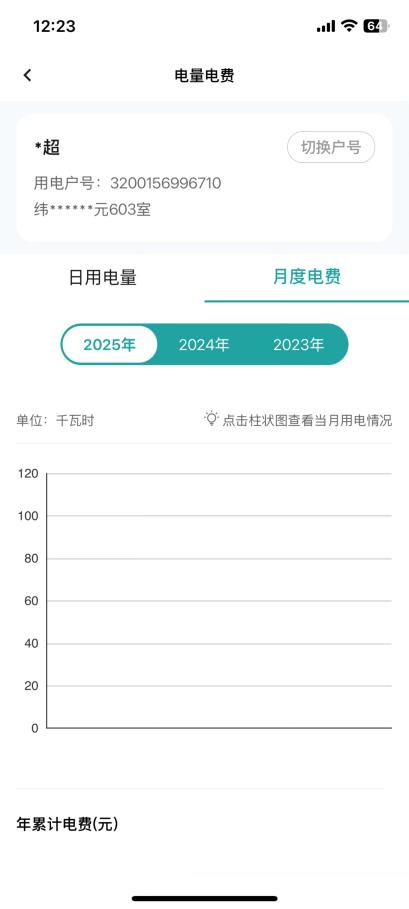 12:23
64
电量电费
*超
切换户号
用电户号：3200156996710
纬******元603室
日用电量
月度电费
2025年
2024年
2023年
单位：千瓦时
点击柱状图查看当月用电情况
120
100
80
60
40
20
0
年累计电费(元)